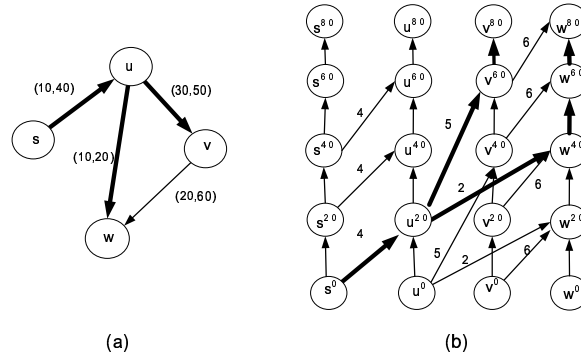 u
(10,40)
(30,50)
s
v
(10,20)
(20,60)
w
(a)
s⁸⁰ u⁸⁰ v⁸⁰ w⁸⁰
6
s⁶⁰ u⁶⁰ v⁶⁰ w⁶⁰
4 6
5
s⁴⁰ u⁴⁰ v⁴⁰ w⁴⁰
4 2 6
s²⁰ u²⁰ v²⁰ w²⁰
4 5 2 6
s⁰ u⁰ v⁰ w⁰
(b)